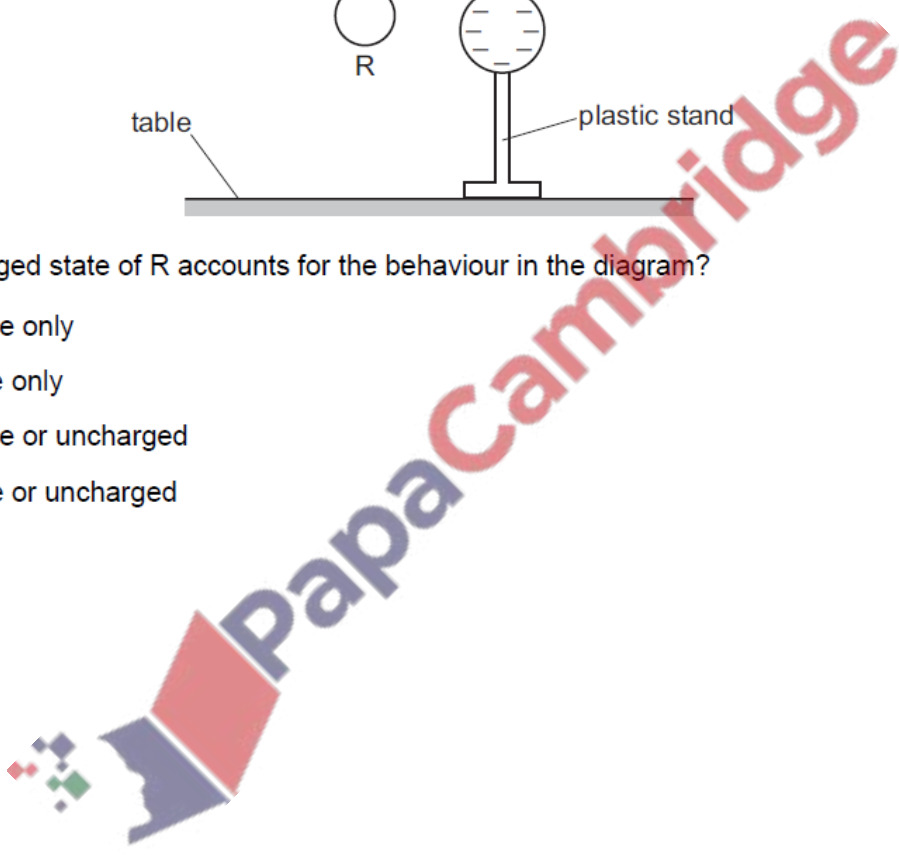 R
table
plastic stand
ged state of R accounts for the behaviour in the diagram?
e only
e only
e or uncharged
e or uncharged
PapaCambridge